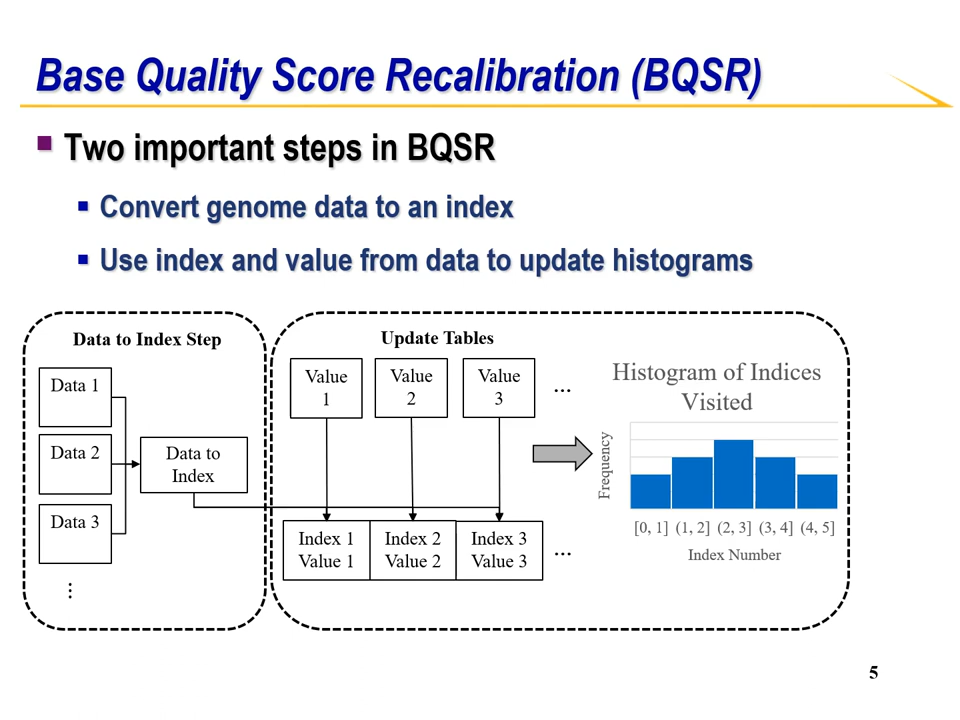 Base Quality Score Recalibration (BQSR)
Two important steps in BQSR
Convert genome data to an index
Use index and value from data to update histograms
Data to Index Step
Data 1
Data 2
Data 3
⋮
Data to
Index
Update Tables
Value
1
Value
2
Value
3
...
Index 1
Value 1
Index 2
Value 2
Index 3
Value 3
...
Histogram of Indices
Visited
Frequency
[0, 1] (1, 2] (2, 3] (3, 4] (4, 5]
Index Number
5